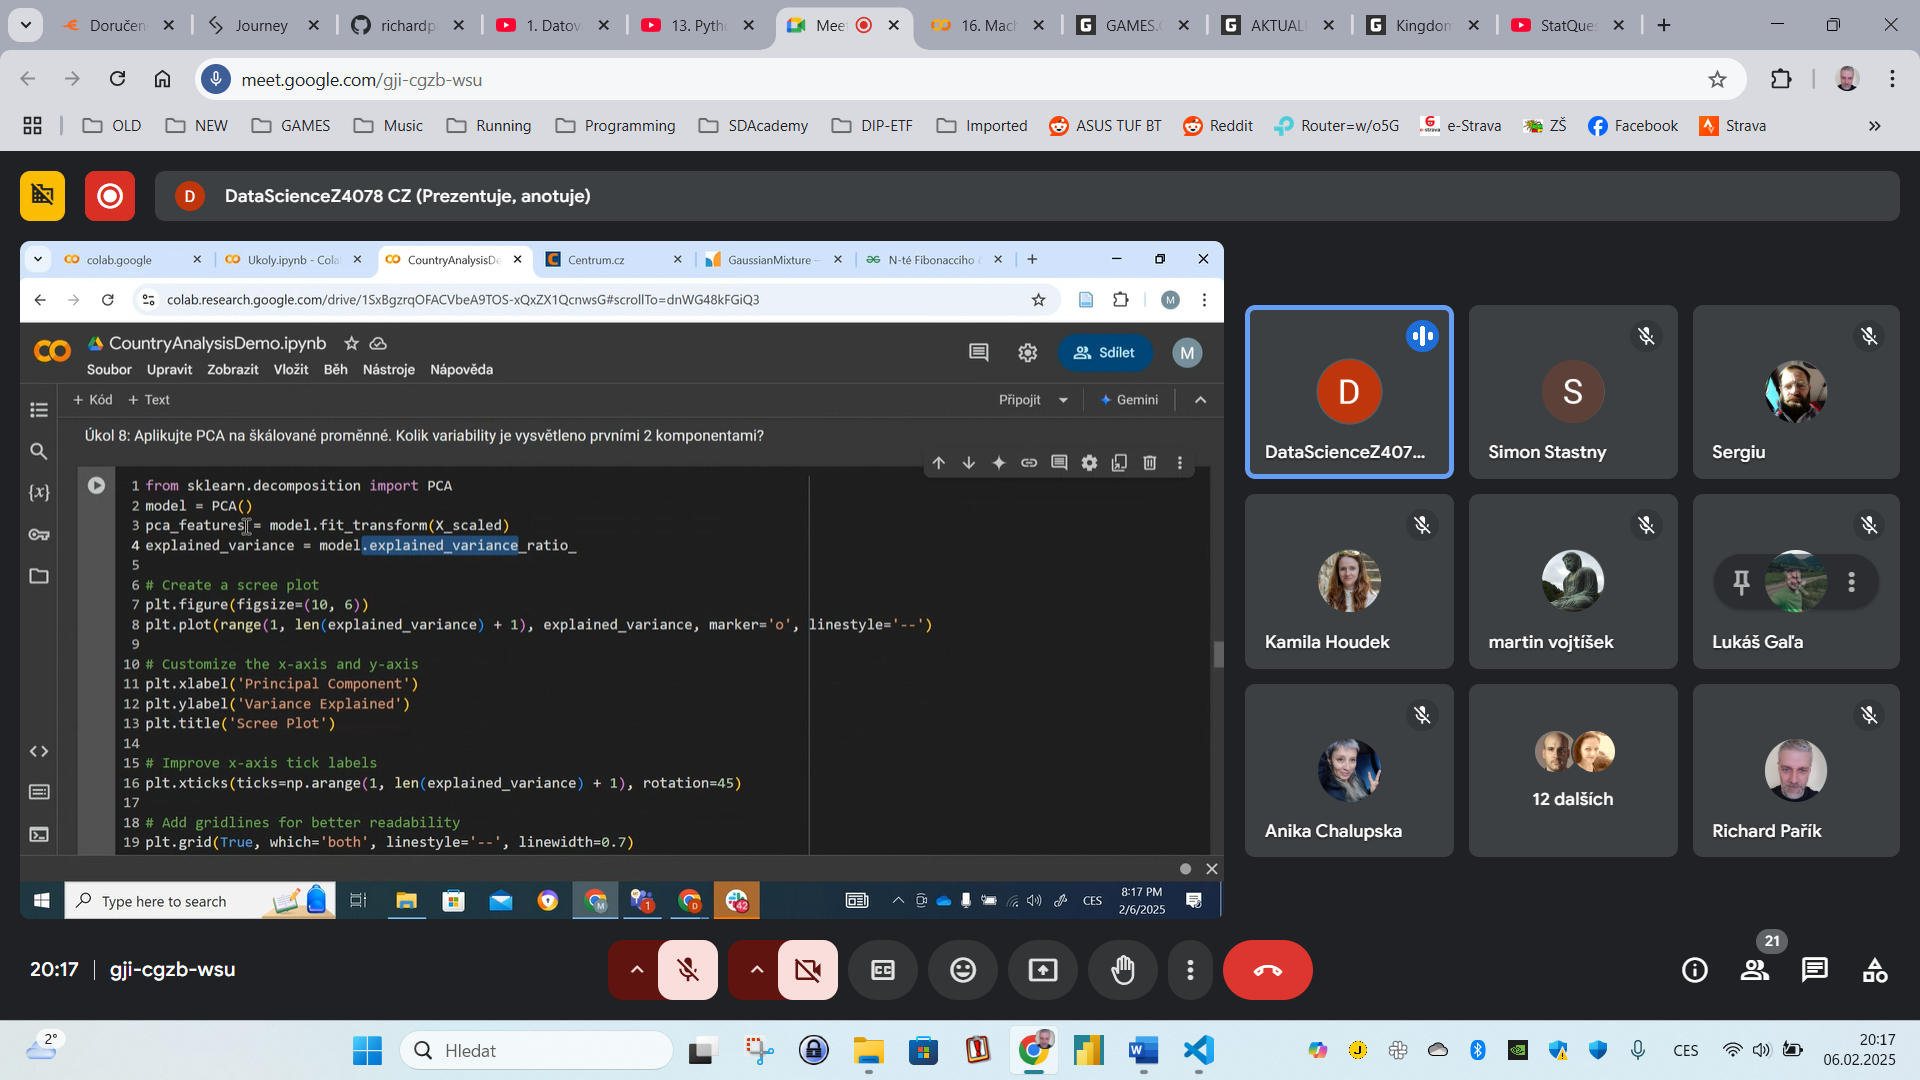 Doručen
Journey
richardp
1. Datov
13. Pytho
Meet
16. Mach
GAMES.
AKTUAL
Kingdom
StatQues
meet.google.com/gji-cgzb-wsu
OLD
NEW
GAMES
Music
Running
Programming
SDAcademy
DIP-ETF
Imported
ASUS TUF BT
Reddit
Router=w/o5G
e-Strava
ZŠ
Facebook
Strava
D
DataScienceZ4078 CZ (Prezentuje, anotuje)
colab.google
Ukoly.ipynb - Cola
CountryAnalysisDe
Centrum.cz
GaussianMixture —
N-té Fibonacciho
colab.research.google.com/drive/1SxBgzrqOFACVbeA9TOS-xQxZX1QcnwsG#scrollTo=dnWG48kFGiQ3
M
CountryAnalysisDemo.ipynb
Sdílet
M
Soubor Upravit Zobrazit Vložit Běh Nástroje Nápověda
+ Kód + Text
Připojit
Gemini
Úkol 8: Aplikujte PCA na škálované proměnné. Kolik variability je vysvětleno prvními 2 komponentami?
1 from sklearn.decomposition import PCA
2 model = PCA()
3 pca_features = model.fit_transform(X_scaled)
4 explained_variance = model.explained_variance_ratio_
5
6 # Create a scree plot
7 plt.figure(figsize=(10, 6))
8 plt.plot(range(1, len(explained_variance) + 1), explained_variance, marker='o', linestyle='--')
9
10 # Customize the x-axis and y-axis
11 plt.xlabel('Principal Component')
12 plt.ylabel('Variance Explained')
13 plt.title('Scree Plot')
14
15 # Improve x-axis tick labels
16 plt.xticks(ticks=np.arange(1, len(explained_variance) + 1), rotation=45)
17
18 # Add gridlines for better readability
19 plt.grid(True, which='both', linestyle='--', linewidth=0.7)
Type here to search
CES
8:17 PM
2/6/2025
D
DataScienceZ407...
S
Simon Stastny
Sergiu
Kamila Houdek
martin vojtíšek
Lukáš Gaľa
Anika Chalupska
12 dalších
Richard Pařík
20:17
gji-cgzb-wsu
21
2°
Hledat
CES
20:17
06.02.2025